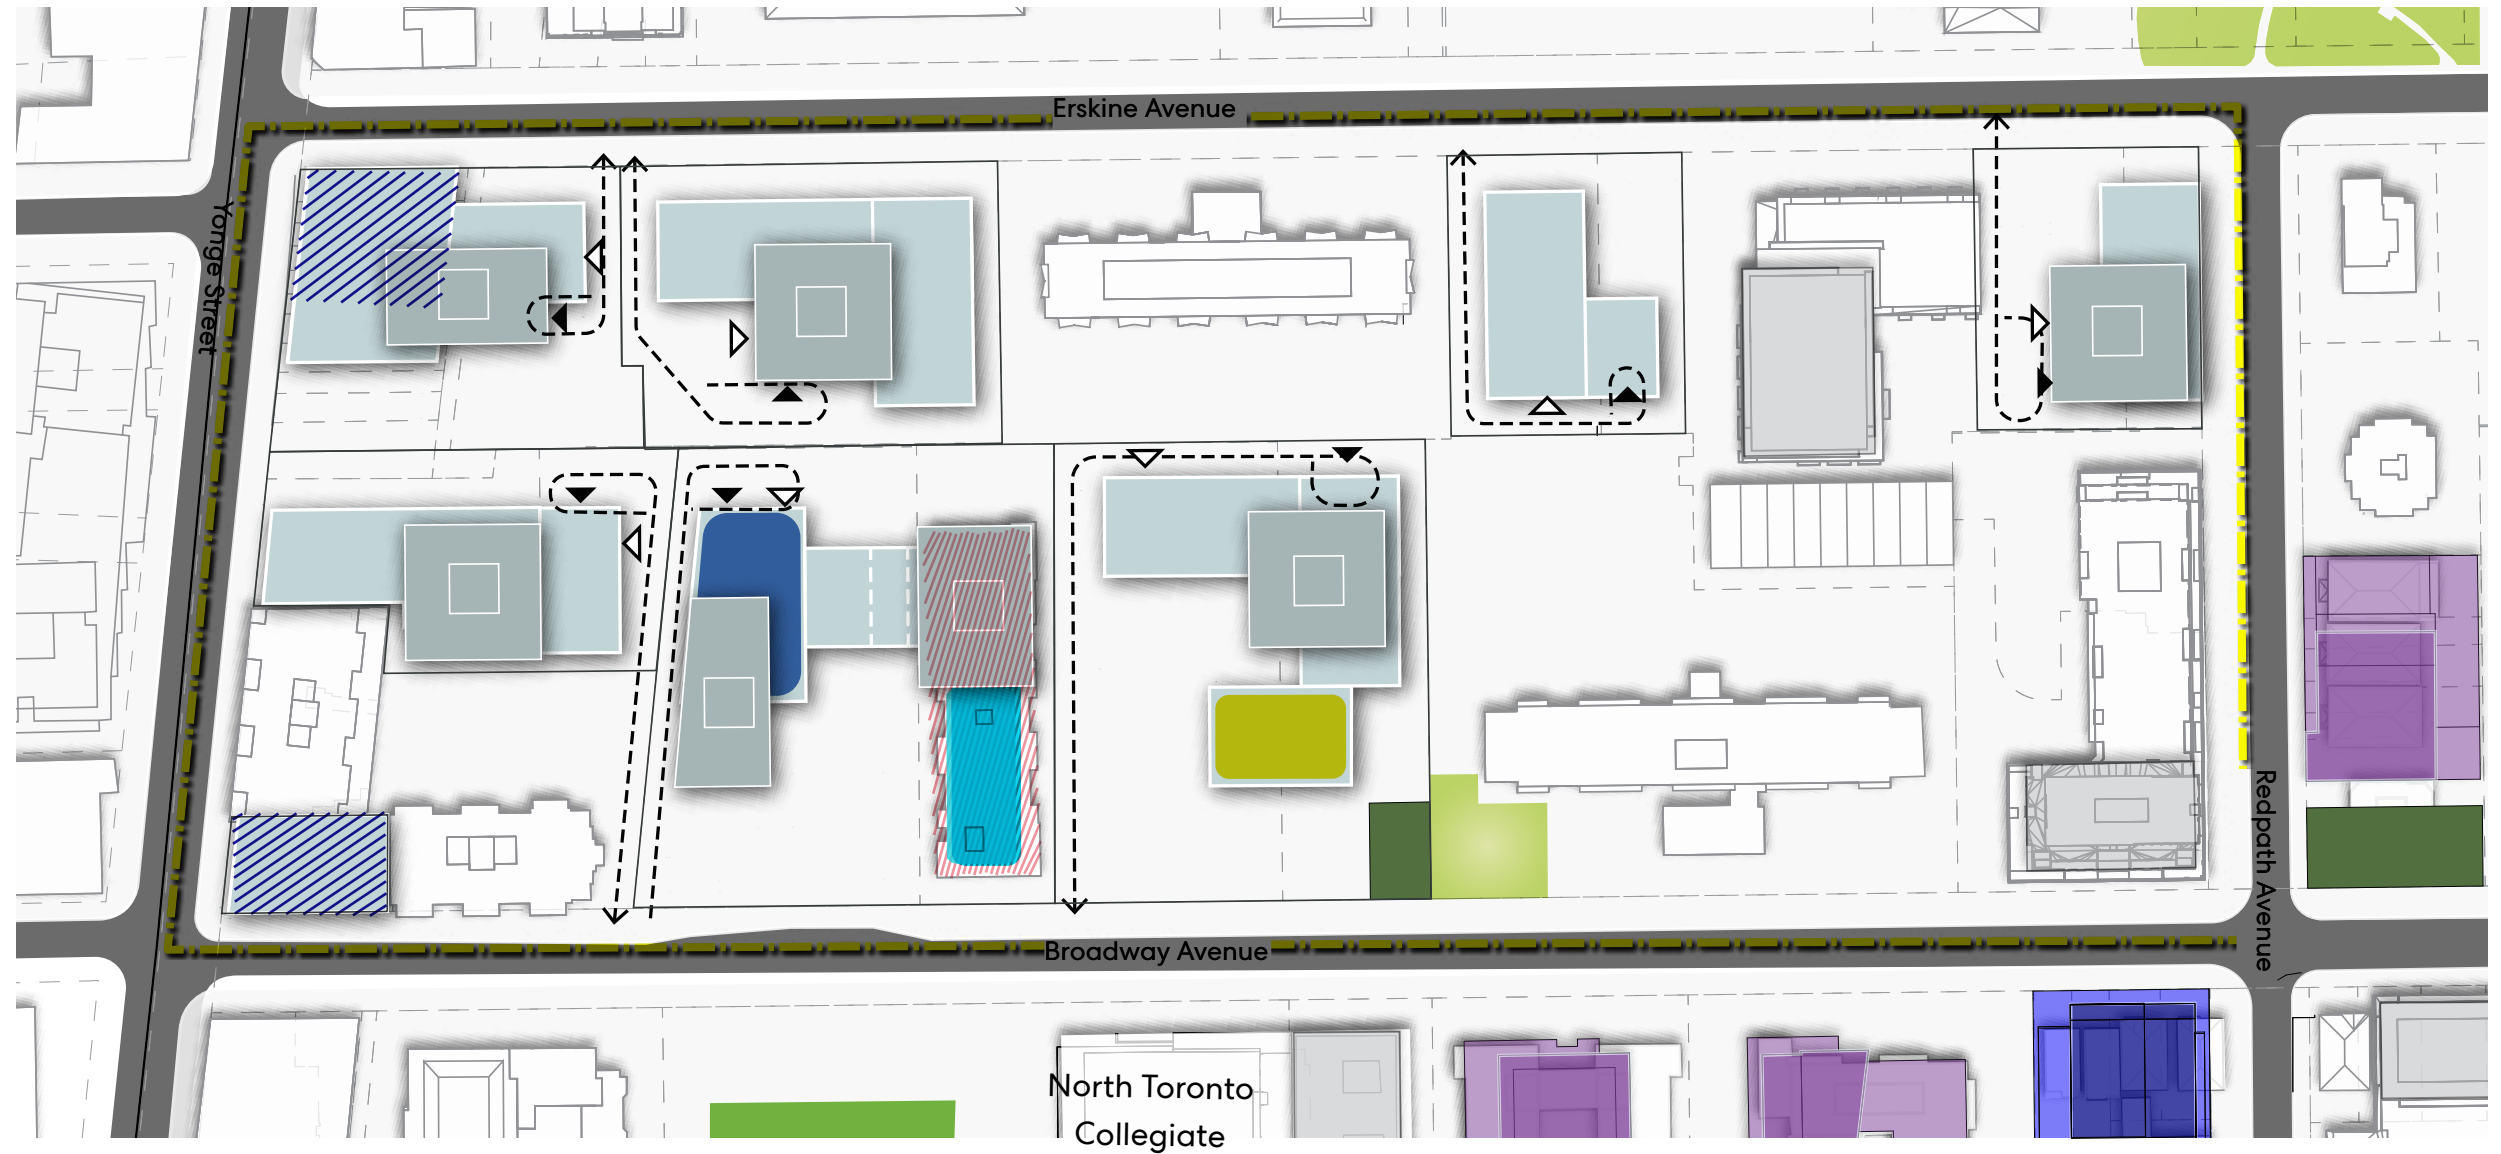 Erskine Avenue
Yonge Street
Redpath Avenue
Broadway Avenue
North Toronto
Collegiate